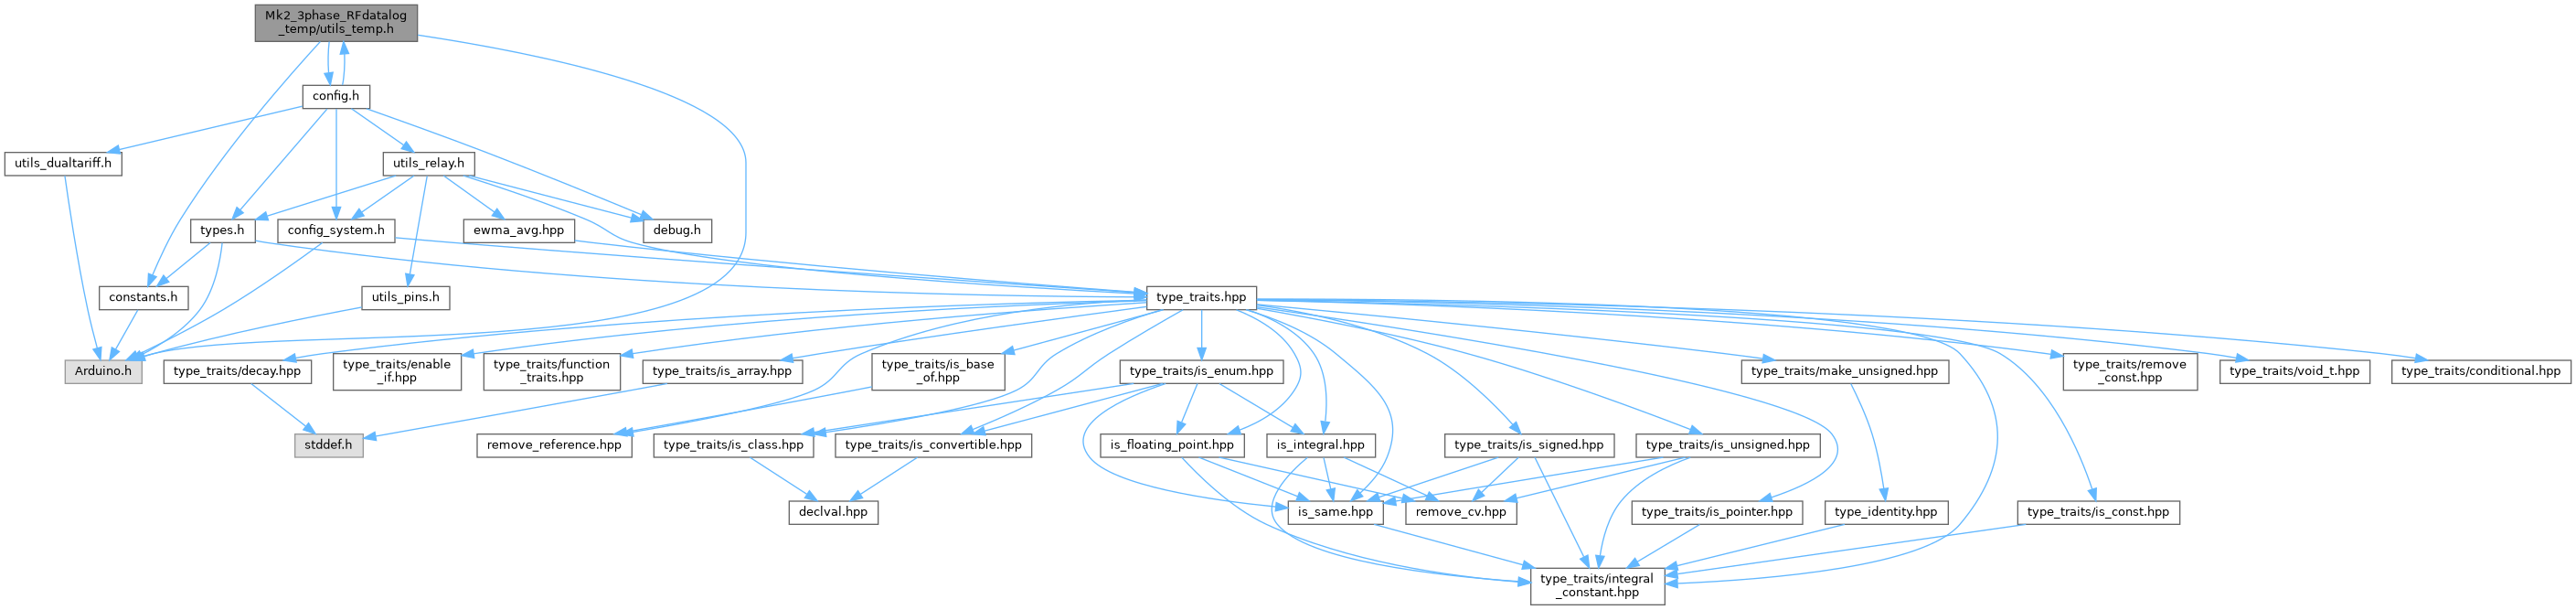 Mk2_3phase_RFdatalog
_temp/utils_temp.h
config.h
utils_dualtariff.h
utils_relay.h
types.h
config_system.h
ewma_avg.hpp
debug.h
constants.h
utils_pins.h
type_traits.hpp
Arduino.h
type_traits/decay.hpp
type_traits/enable
_if.hpp
type_traits/function
_traits.hpp
type_traits/is_array.hpp
type_traits/is_base
_of.hpp
type_traits/is_enum.hpp
type_traits/make_unsigned.hpp
type_traits/remove
_const.hpp
type_traits/void_t.hpp
type_traits/conditional.hpp
stddef.h
remove_reference.hpp
type_traits/is_class.hpp
type_traits/is_convertible.hpp
is_floating_point.hpp
is_integral.hpp
type_traits/is_signed.hpp
type_traits/is_unsigned.hpp
declval.hpp
is_same.hpp
remove_cv.hpp
type_traits/is_pointer.hpp
type_identity.hpp
type_traits/is_const.hpp
type_traits/integral
_constant.hpp